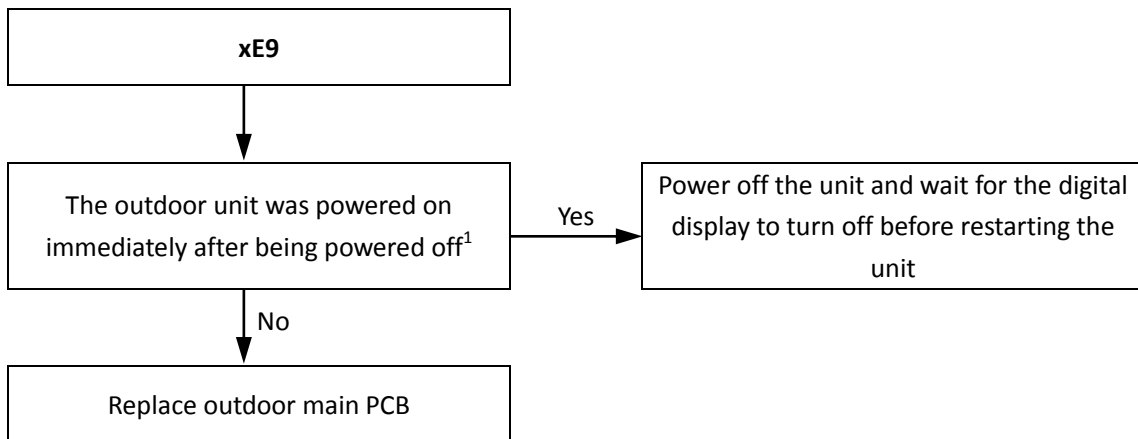 xE9
The outdoor unit was powered on
immediately after being powered off¹
Yes
Power off the unit and wait for the digital
display to turn off before restarting the
unit
No
Replace outdoor main PCB